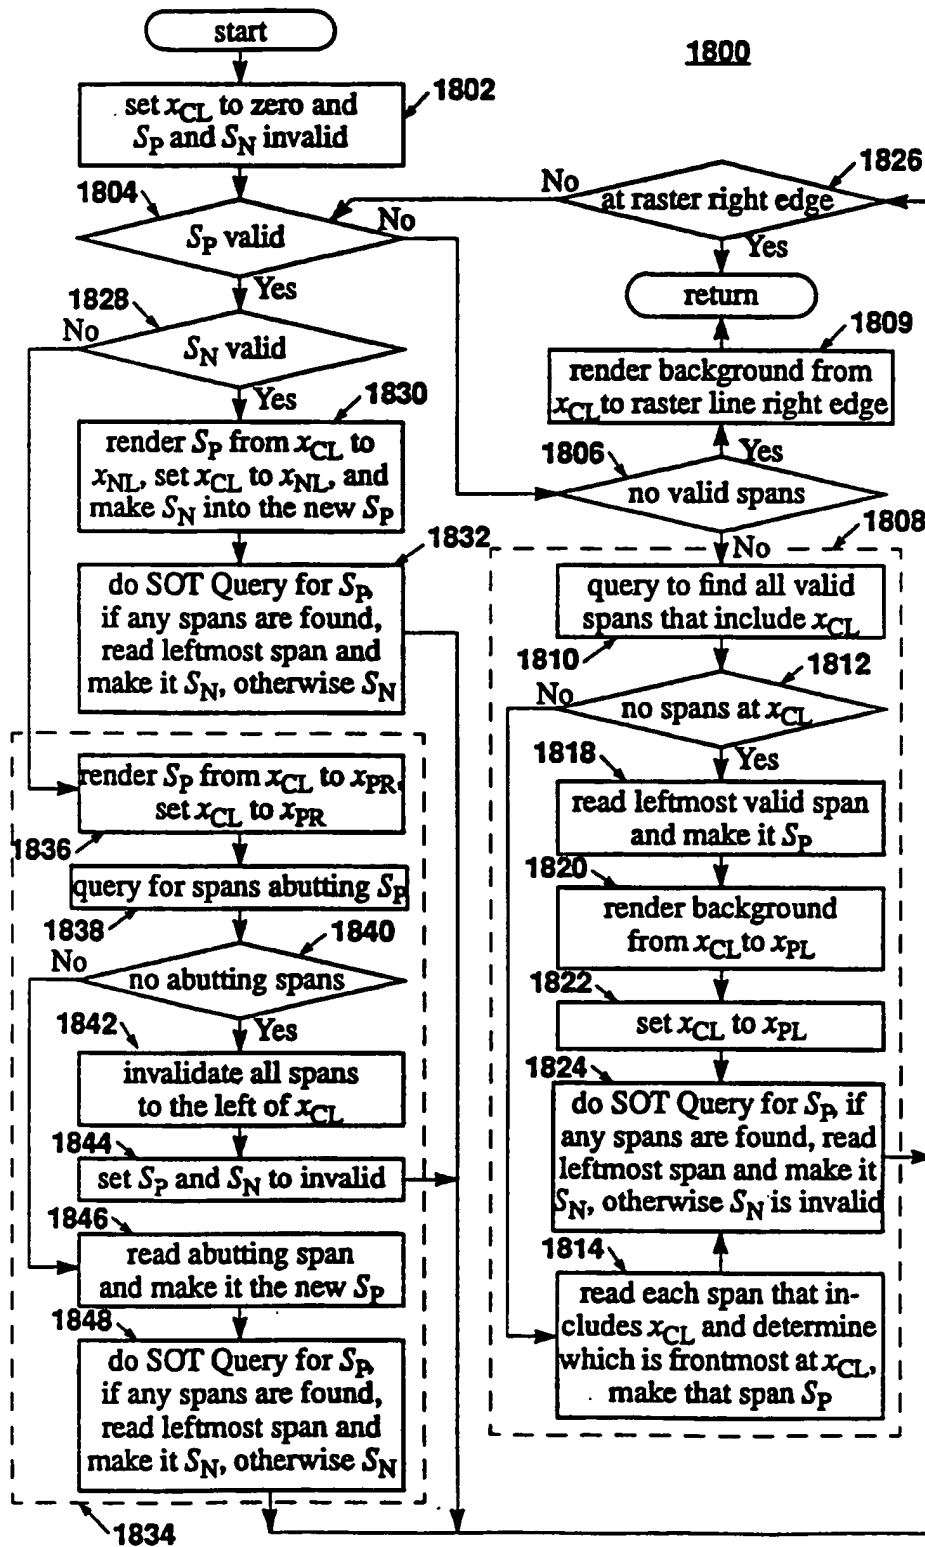 start
1800
1802
set xCL to zero and
SP and SN invalid
1804
SP valid
No
Yes
1828
No
SN valid
Yes
1830
render SP from xCL to
xNL, set xCL to xNL, and
make SN into the new SP
1832
do SOT Query for SP,
if any spans are found,
read leftmost span and
make it SN, otherwise SN
render SP from xCL to xPR,
set xCL to xPR
1836
query for spans abutting SP
1838
1840
No
no abutting spans
Yes
1842
invalidate all spans
to the left of xCL
1844
set SP and SN to invalid
1846
read abutting span
and make it the new SP
1848
do SOT Query for SP,
if any spans are found,
read leftmost span and
make it SN, otherwise SN
1834
1826
No
at raster right edge
Yes
return
1809
render background from
xCL to raster line right edge
1806
Yes
no valid spans
1808
No
query to find all valid
spans that include xCL
1810
1812
No
no spans at xCL
1818
Yes
read leftmost valid span
and make it SP
1820
render background
from xCL to xPL
1822
set xCL to xPL
1824
do SOT Query for SP, if
any spans are found, read
leftmost span and make it
SN, otherwise SN is invalid
1814
read each span that in-
cludes xCL and determine
which is frontmost at xCL,
make that span SP